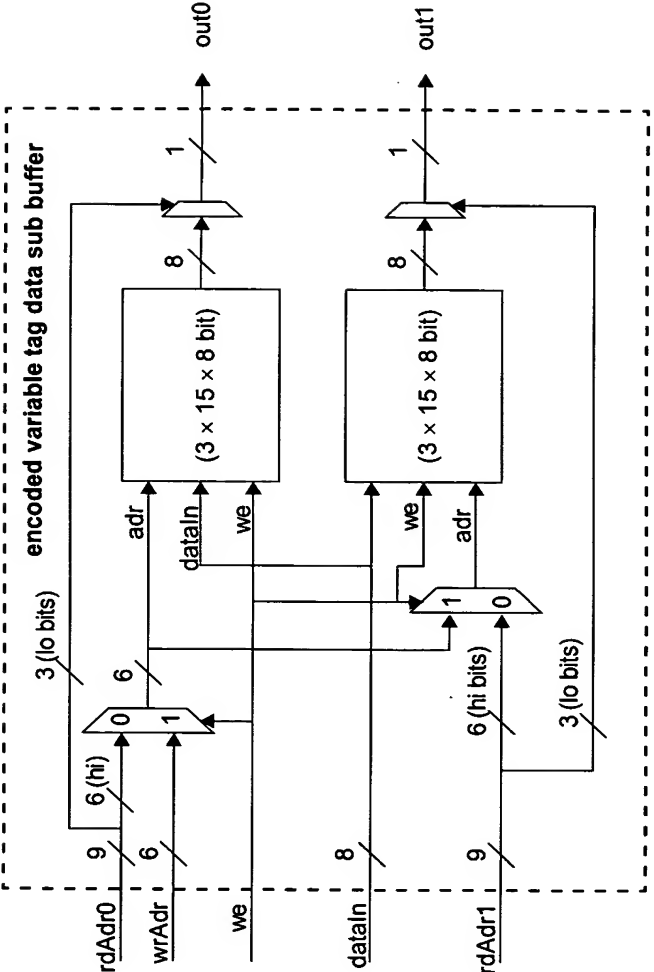 encoded variable tag data sub buffer
out0
out1
1
1
8
8
(3 × 15 × 8 bit)
(3 × 15 × 8 bit)
adr
dataIn
we
we
adr
3 (lo bits)
6
0
1
1
0
6 (hi)
6 (hi bits)
3 (lo bits)
9
6
8
9
rdAdr0
wrAdr
we
dataIn
rdAdr1